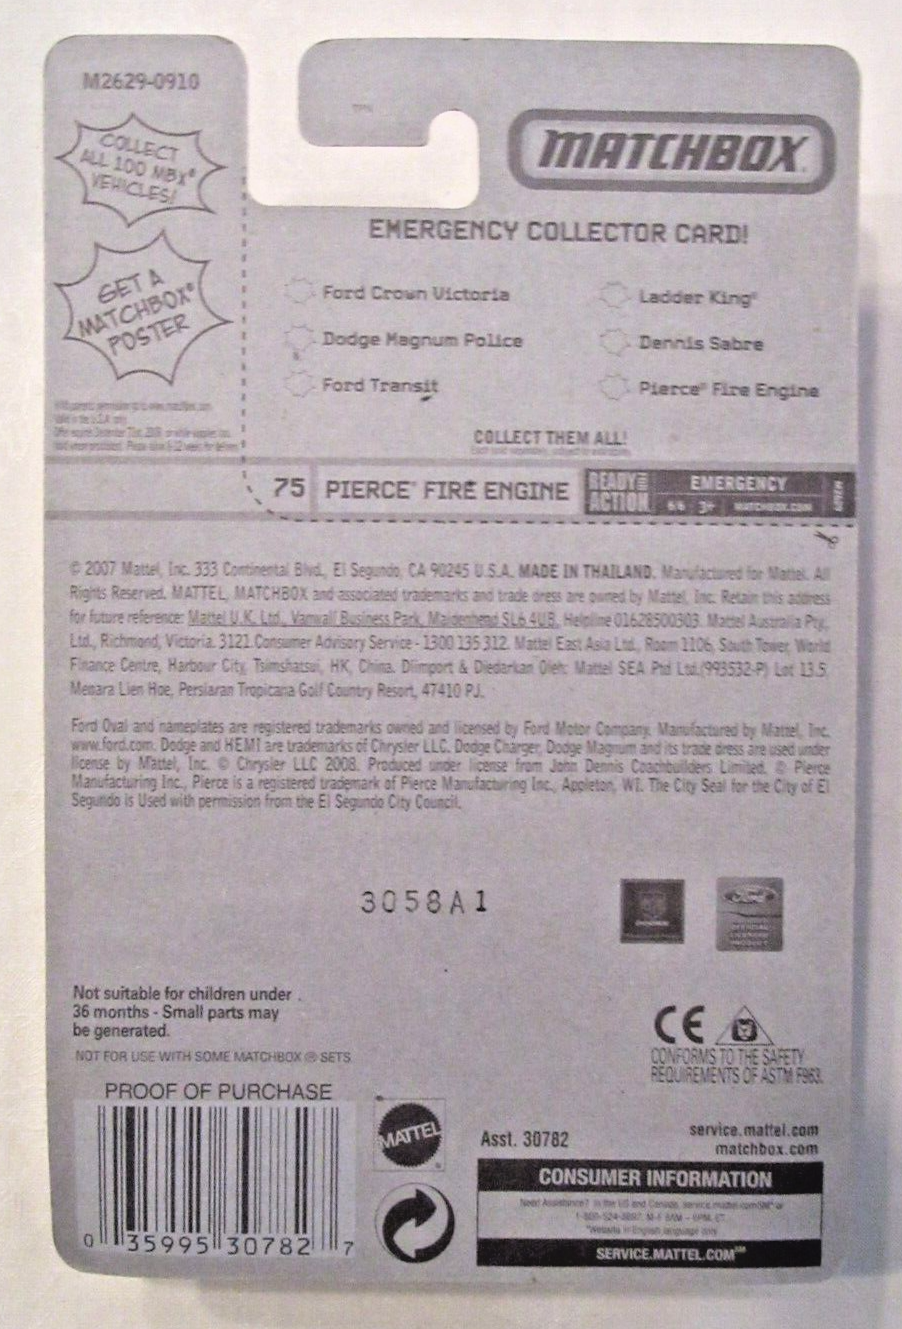 M2629-0910
COLLECT
ALL 100 MBX®
VEHICLES!
GET A
MATCHBOX®
POSTER
MATCHBOX
EMERGENCY COLLECTOR CARD!
Ford Crown Victoria
Ladder King®
Dodge Magnum Police
Dennis Sabre
Ford Transit
Pierce® Fire Engine
COLLECT THEM ALL!
75 PIERCE® FIRE ENGINE
READY ACTION
EMERGENCY
6/6 3+ MATCHBOX.COM
© 2007 Mattel, Inc. 333 Continental Blvd., El Segundo, CA 90245 U.S.A. MADE IN THAILAND. Manufactured for Mattel. All
Rights Reserved. MATTEL, MATCHBOX and associated trademarks and trade dress are owned by Mattel, Inc. Retain this address
for future reference: Mattel U.K. Ltd., Vanwall Business Park, Maidenhead SL6 4UB. Helpline 01628500303. Mattel Australia Pty.,
Ltd., Richmond, Victoria. 3121.Consumer Advisory Service - 1300 135 312. Mattel East Asia Ltd., Room 1106, South Tower, World
Finance Centre, Harbour City, Tsimshatsui, HK, China. Diimport & Diedarkan Oleh: Mattel SEA Ptd Ltd.(993532-P) Lot 13.5,
Menara Lien Hoe, Persiaran Tropicana Golf Country Resort, 47410 PJ.
Ford Oval and nameplates are registered trademarks owned and licensed by Ford Motor Company. Manufactured by Mattel, Inc.
www.ford.com. Dodge and HEMI are trademarks of Chrysler LLC. Dodge Charger, Dodge Magnum and its trade dress are used under
license by Mattel, Inc. © Chrysler LLC 2008. Produced under license from John Dennis Coachbuilders Limited. © Pierce
Manufacturing Inc., Pierce is a registered trademark of Pierce Manufacturing Inc., Appleton, WI. The City Seal for the City of El
Segundo is Used with permission from the El Segundo City Council.
3058A1
Ford
Not suitable for children under
36 months - Small parts may
be generated.
NOT FOR USE WITH SOME MATCHBOX ® SETS
CE
CONFORMS TO THE SAFETY
REQUIREMENTS OF ASTM F963.
PROOF OF PURCHASE
0 35995 30782 7
MATTEL
Asst. 30782
service.mattel.com
matchbox.com
CONSUMER INFORMATION
SERVICE.MATTEL.COM℠